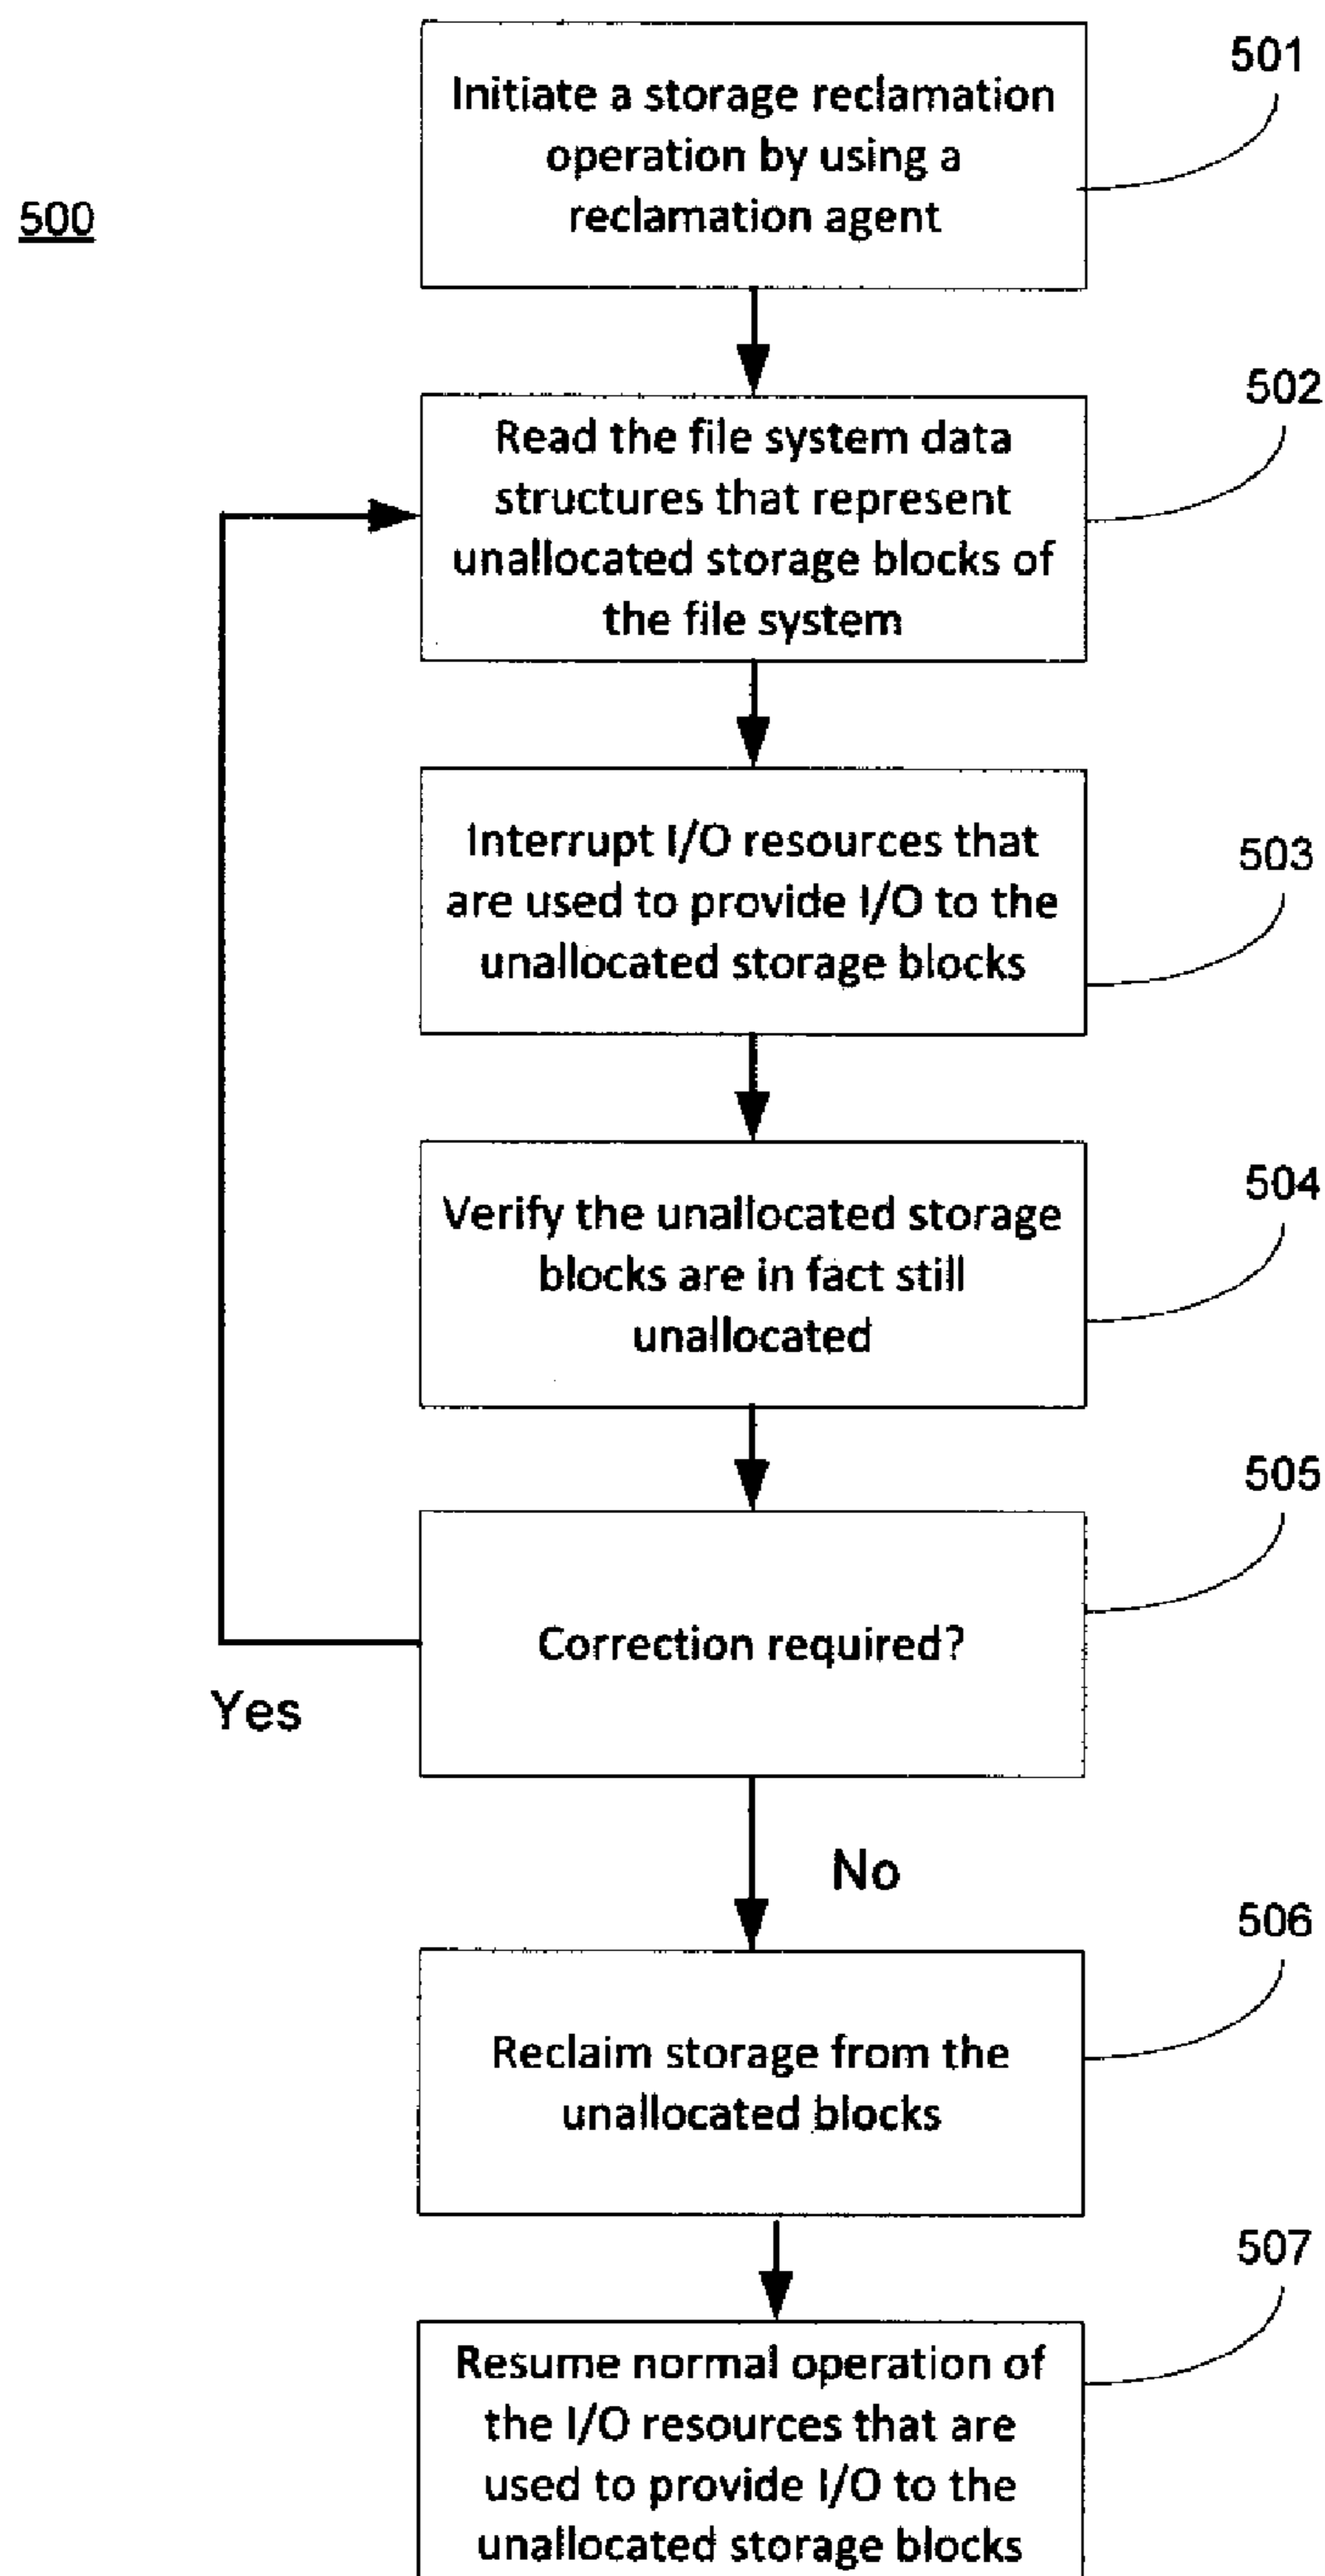 501
Initiate a storage reclamation
operation by using a
reclamation agent
500
502
Read the file system data
structures that represent
unallocated storage blocks of
the file system
503
Interrupt I/O resources that
are used to provide I/O to the
unallocated storage blocks
504
Verify the unallocated storage
blocks are in fact still
unallocated
505
Correction required?
Yes
No
506
Reclaim storage from the
unallocated blocks
507
Resume normal operation of
the I/O resources that are
used to provide I/O to the
unallocated storage blocks